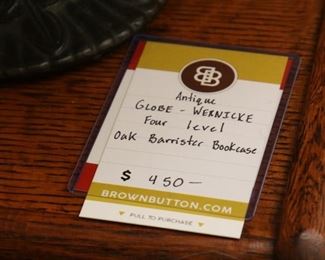 BB
Antique
GLOBE - WERNICKE
Four level
Oak Barrister Bookcase
$ 450 —
BROWNBUTTON.COM
PULL TO PURCHASE